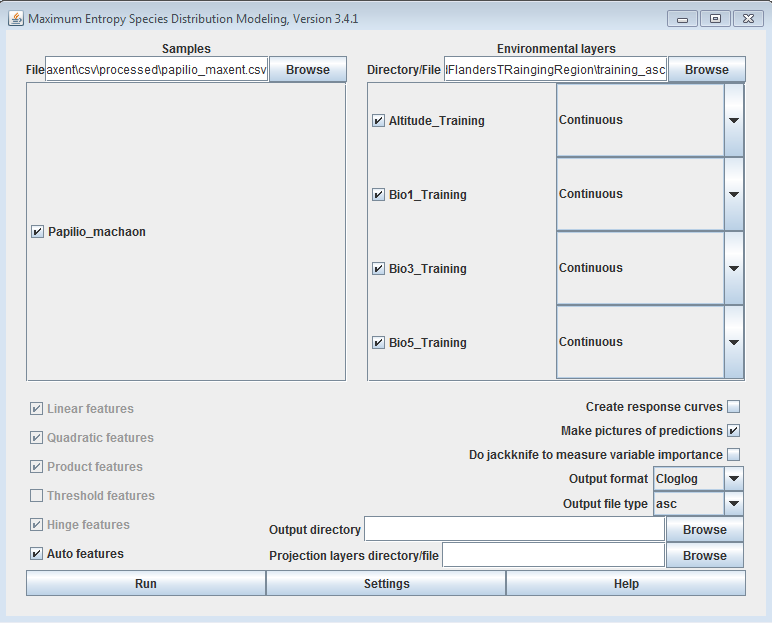 Maximum Entropy Species Distribution Modeling, Version 3.4.1
Samples
File axent\csv\processed\papilio_maxent.csv Browse
Papilio_machaon
Environmental layers
Directory/File IFlandersTRaingingRegion\training_asc Browse
Altitude_Training Continuous
Bio1_Training Continuous
Bio3_Training Continuous
Bio5_Training Continuous
Linear features
Quadratic features
Product features
Threshold features
Hinge features
Auto features
Create response curves
Make pictures of predictions
Do jackknife to measure variable importance
Output format Cloglog
Output file type asc
Output directory Browse
Projection layers directory/file Browse
Run Settings Help